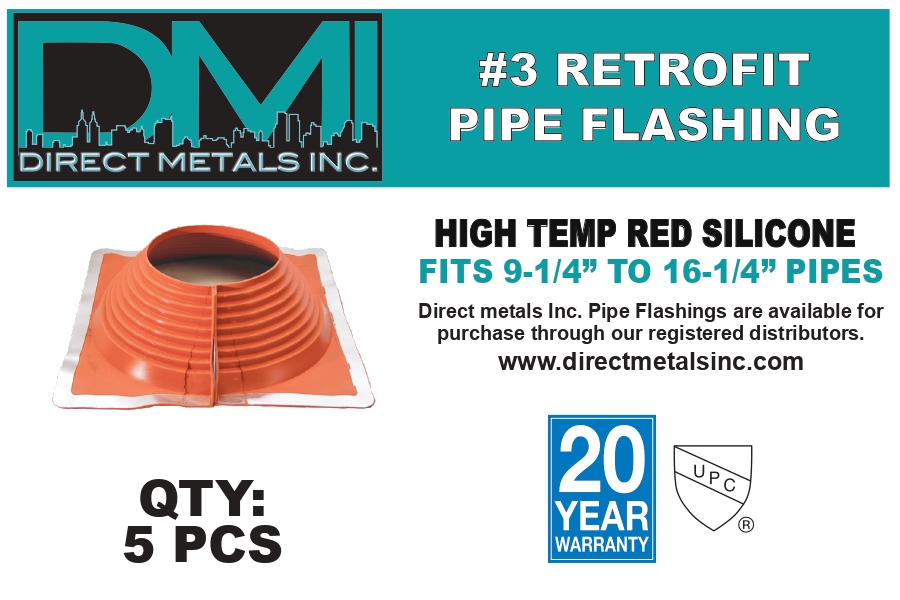 DMI
DIRECT METALS INC.
#3 RETROFIT
PIPE FLASHING
HIGH TEMP RED SILICONE
FITS 9-1/4” TO 16-1/4” PIPES
Direct metals Inc. Pipe Flashings are available for
purchase through our registered distributors.
www.directmetalsinc.com
QTY:
5 PCS
20
YEAR
WARRANTY
UPC
®